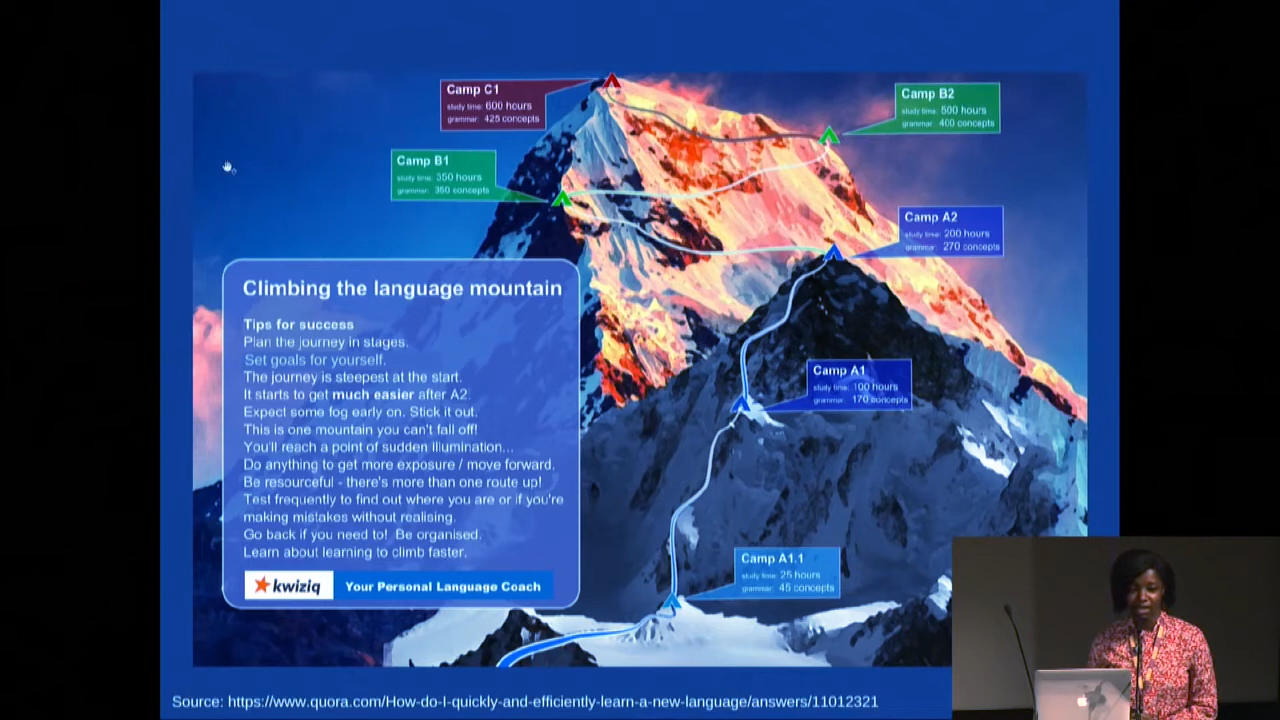 Camp C1
study time: 600 hours
grammar: 425 concepts
Camp B2
study time: 500 hours
grammar: 400 concepts
Camp B1
study time: 350 hours
grammar: 350 concepts
Camp A2
study time: 200 hours
grammar: 270 concepts
Climbing the language mountain
Tips for success
Plan the journey in stages.
Set goals for yourself.
The journey is steepest at the start.
It starts to get much easier after A2.
Expect some fog early on. Stick it out.
This is one mountain you can't fall off!
You'll reach a point of sudden illumination...
Do anything to get more exposure / move forward.
Be resourceful - there's more than one route up!
Test frequently to find out where you are or if you're
making mistakes without realising.
Go back if you need to! Be organised.
Learn about learning to climb faster.
kwiziq Your Personal Language Coach
Camp A1
study time: 100 hours
grammar: 170 concepts
Camp A1.1
study time: 25 hours
grammar: 45 concepts
Source: https://www.quora.com/How-do-I-quickly-and-efficiently-learn-a-new-language/answers/11012321